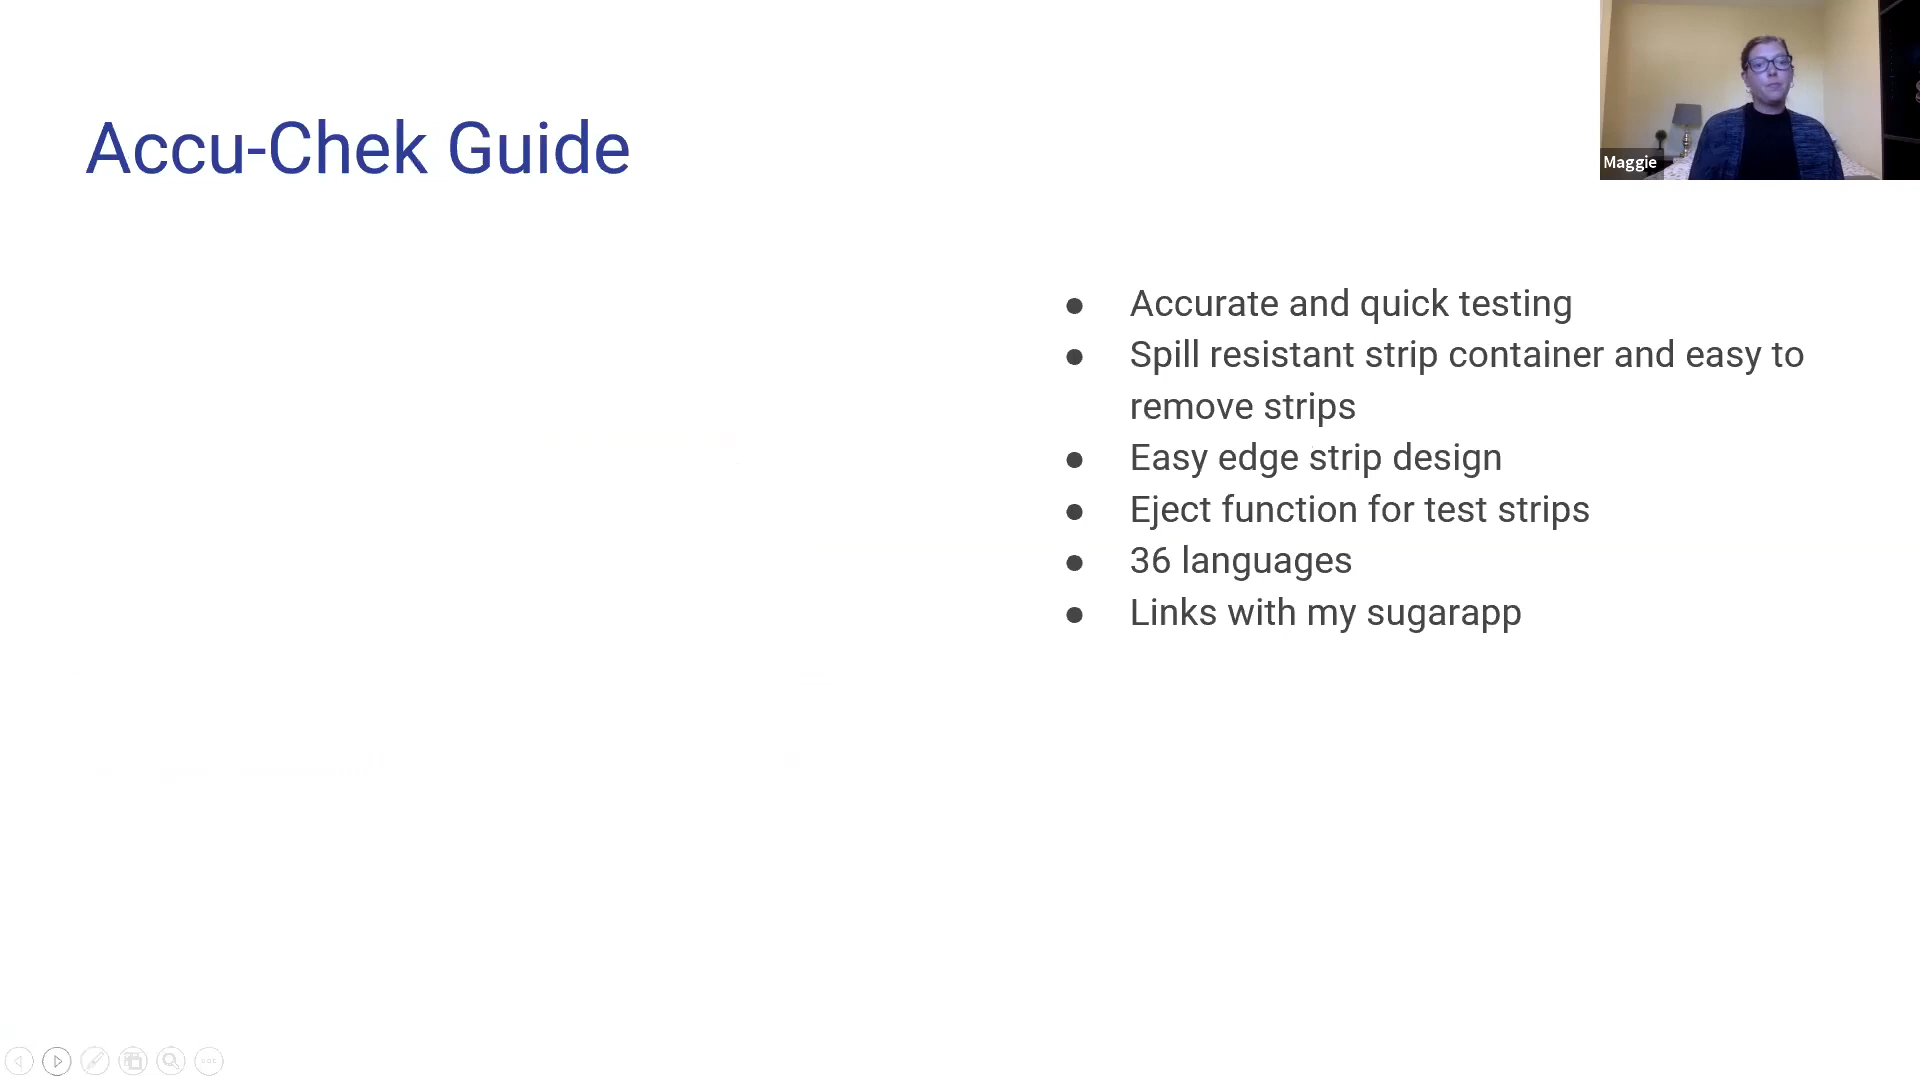 Accu-Chek Guide
Maggie
● Accurate and quick testing
● Spill resistant strip container and easy to
remove strips
● Easy edge strip design
● Eject function for test strips
● 36 languages
● Links with my sugarapp